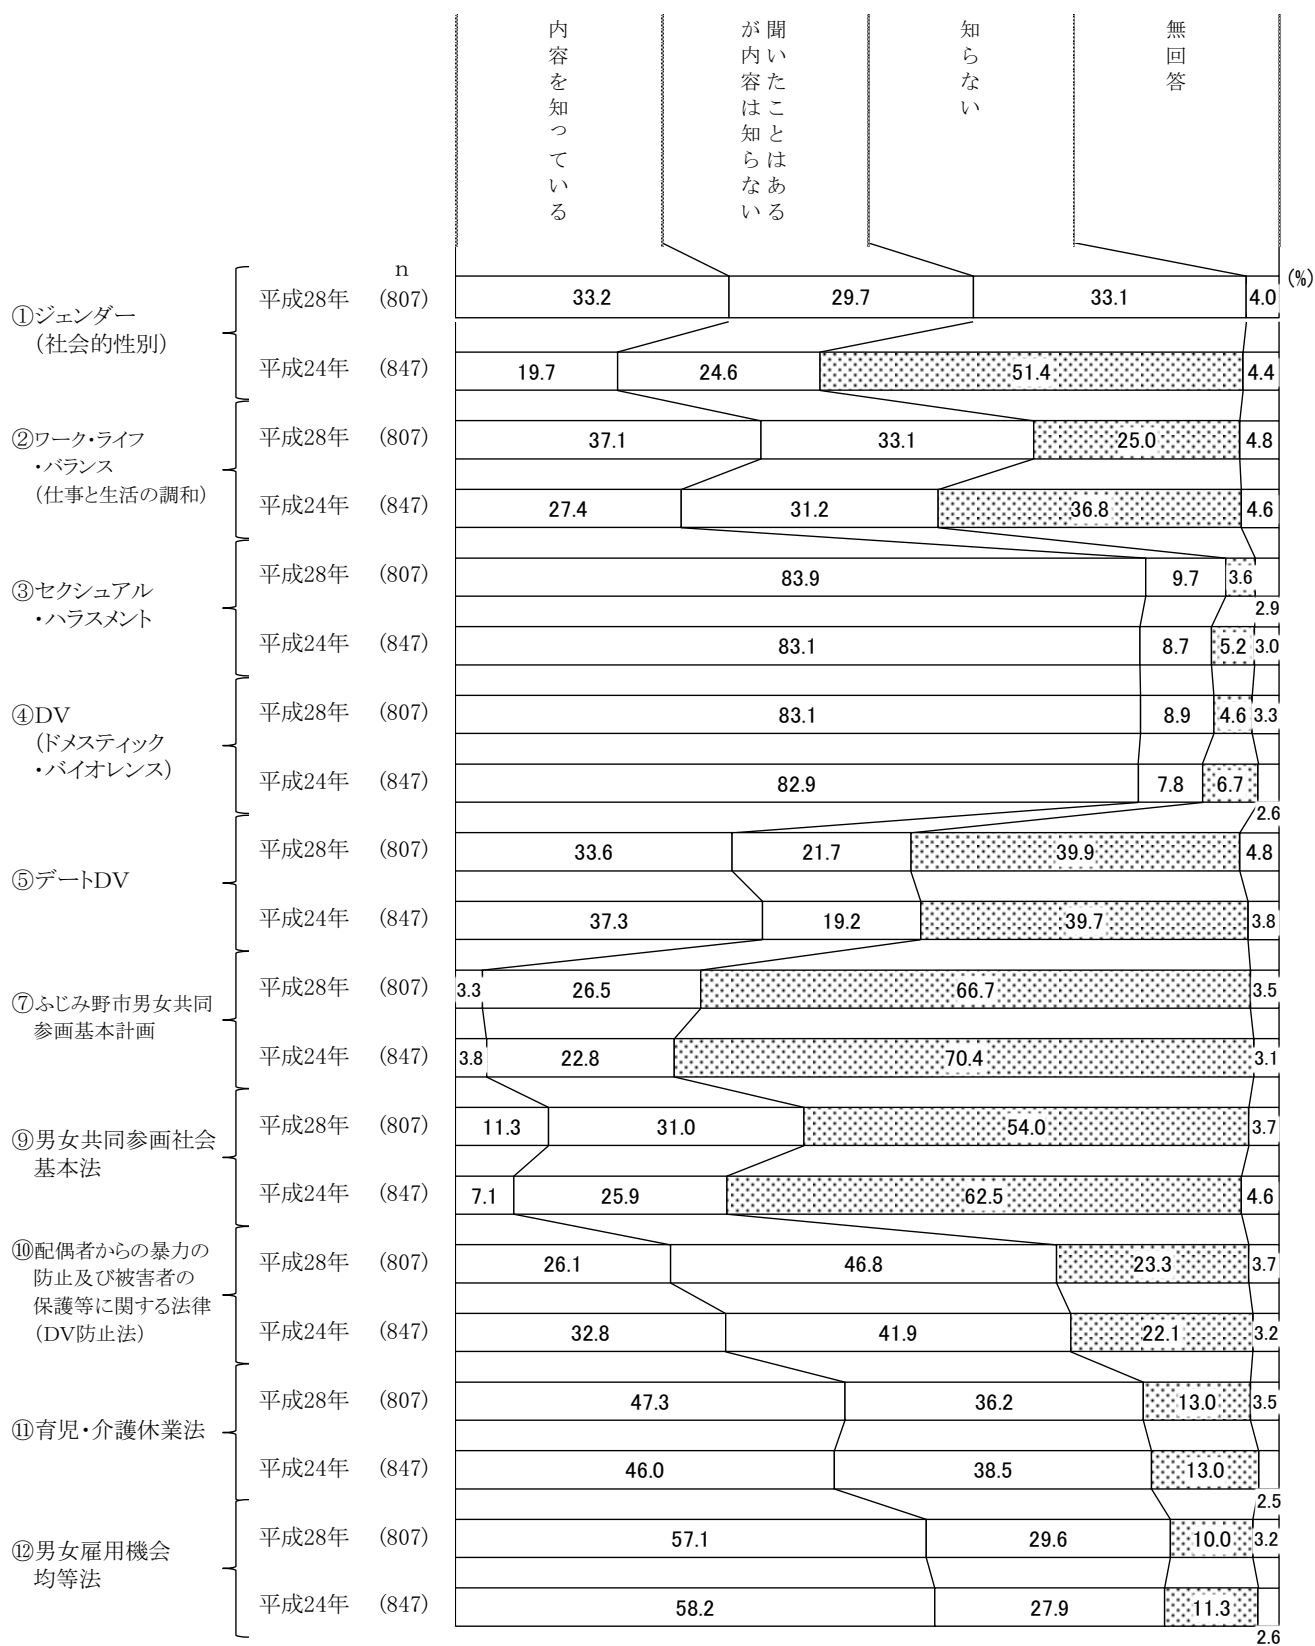 内容を知っている
聞いたことはある
が内容は知らない
知らない
無回答
n
(%)
①ジェンダー
(社会的性別)
平成28年 (807) 33.2 29.7 33.1 4.0
平成24年 (847) 19.7 24.6 51.4 4.4
②ワーク・ライフ
・バランス
(仕事と生活の調和)
平成28年 (807) 37.1 33.1 25.0 4.8
平成24年 (847) 27.4 31.2 36.8 4.6
③セクシュアル
・ハラスメント
平成28年 (807) 83.9 9.7 3.6
2.9
平成24年 (847) 83.1 8.7 5.2 3.0
④DV
(ドメスティック
・バイオレンス)
平成28年 (807) 83.1 8.9 4.6 3.3
平成24年 (847) 82.9 7.8 6.7
2.6
⑤デートDV
平成28年 (807) 33.6 21.7 39.9 4.8
平成24年 (847) 37.3 19.2 39.7 3.8
⑦ふじみ野市男女共同
参画基本計画
平成28年 (807) 3.3 26.5 66.7 3.5
平成24年 (847) 3.8 22.8 70.4 3.1
⑨男女共同参画社会
基本法
平成28年 (807) 11.3 31.0 54.0 3.7
平成24年 (847) 7.1 25.9 62.5 4.6
⑩配偶者からの暴力の
防止及び被害者の
保護等に関する法律
(DV防止法)
平成28年 (807) 26.1 46.8 23.3 3.7
平成24年 (847) 32.8 41.9 22.1 3.2
⑪育児・介護休業法
平成28年 (807) 47.3 36.2 13.0 3.5
平成24年 (847) 46.0 38.5 13.0
2.5
⑫男女雇用機会
均等法
平成28年 (807) 57.1 29.6 10.0 3.2
平成24年 (847) 58.2 27.9 11.3
2.6